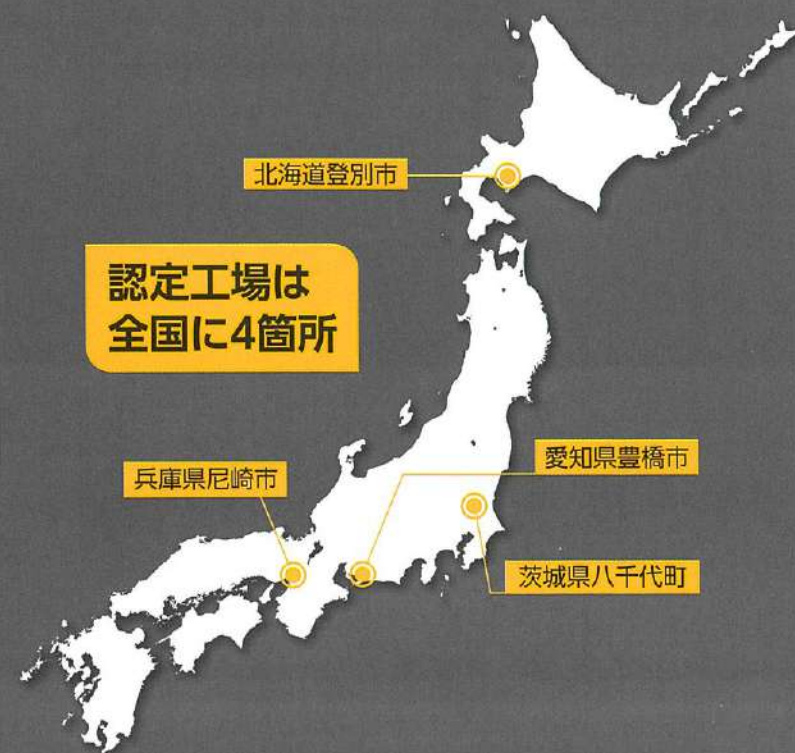 北海道登別市
認定工場は
全国に4箇所
愛知県豊橋市
兵庫県尼崎市
茨城県八千代町